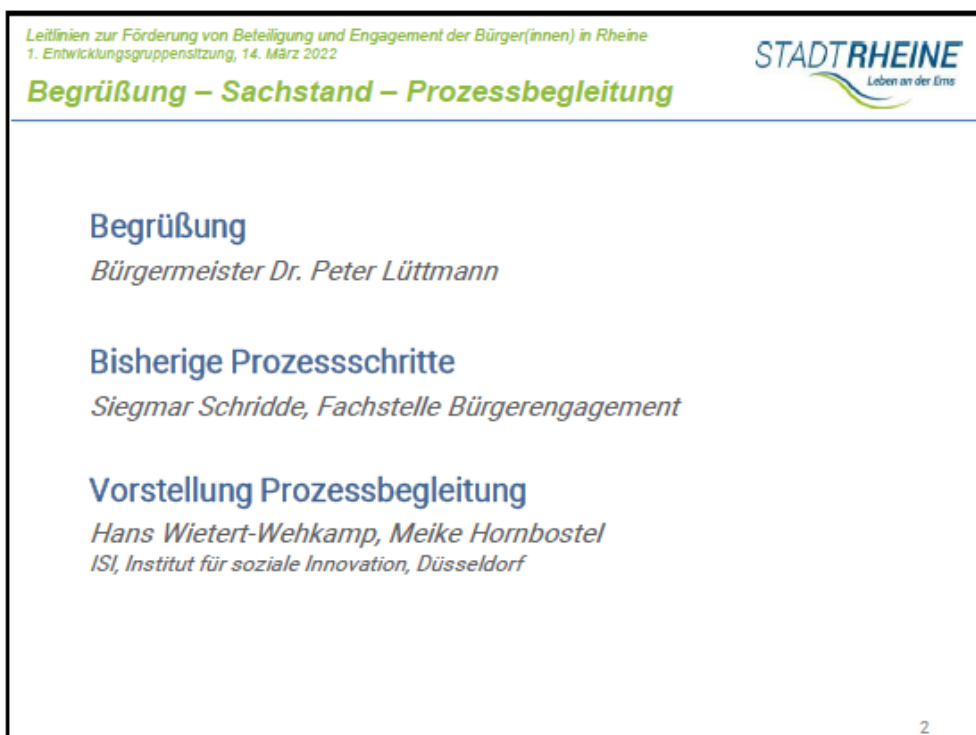 Leitlinien zur Förderung von Beteiligung und Engagement der Bürger(innen) in Rheine
1. Entwicklungsgruppensitzung, 14. März 2022
Begrüßung – Sachstand – Prozessbegleitung
STADTRHEINE
Leben an der Ems
Begrüßung
Bürgermeister Dr. Peter Lüttmann
Bisherige Prozessschritte
Siegmar Schridde, Fachstelle Bürgerengagement
Vorstellung Prozessbegleitung
Hans Wietert-Wehkamp, Meike Hornbostel
ISI, Institut für soziale Innovation, Düsseldorf
2